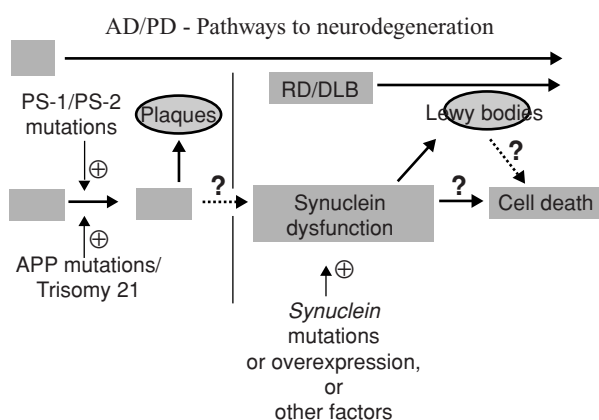 AD/PD - Pathways to neurodegeneration
RD/DLB
PS-1/PS-2
mutations
Plaques
Lewy bodies
⊕
?
?
?
Synuclein
dysfunction
Cell death
⊕
APP mutations/
Trisomy 21
⊕
Synuclein
mutations
or overexpression,
or
other factors